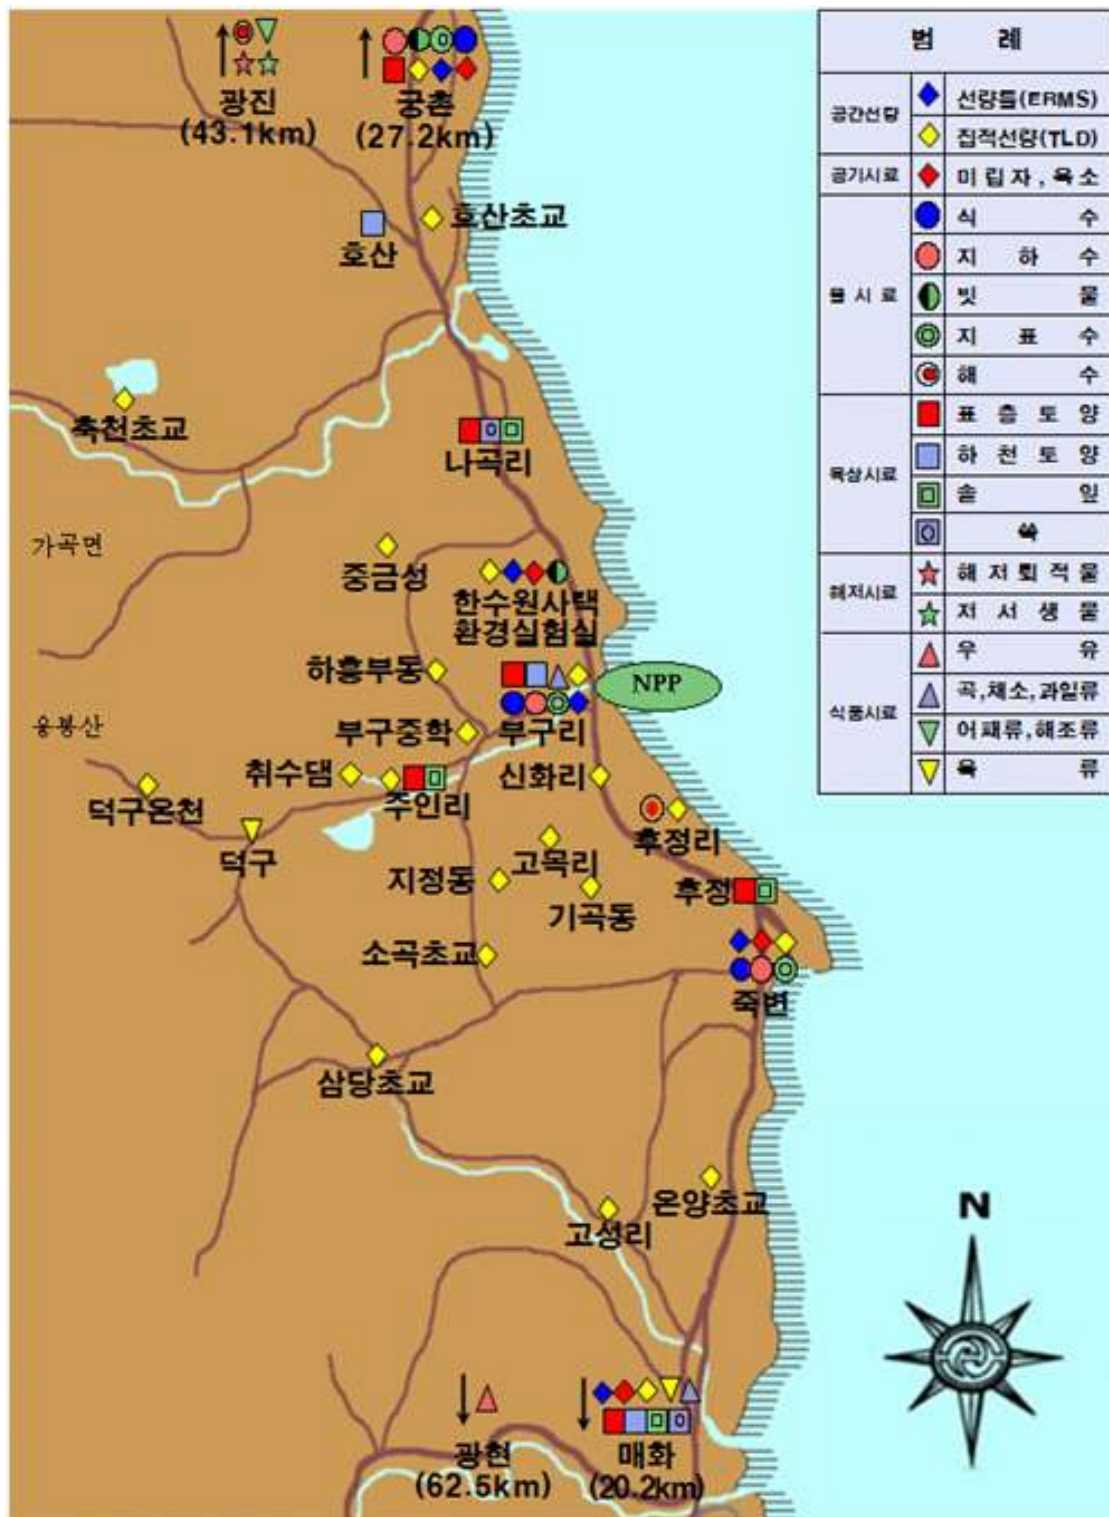 광진
(43.1km)
궁촌
(27.2km)
호산초교
호산
축천초교
나곡리
가곡면
중금성
한수원사택
환경실험실
하흥부동
NPP
응봉산
부구중학
부구리
취수댐
신화리
덕구온천
주인리
후정리
덕구
고목리
지정동
후정
기곡동
소곡초교
죽변
삼당초교
온양초교
고성리
N
광현
(62.5km)
매화
(20.2km)
범 례
공간선량
선량률(ERMS)
집적선량(TLD)
공기시료
미립자, 옥소
물시료
식 수
지 하 수
빗 물
지 표 수
해 수
육상시료
표 층 토 양
하 천 토 양
솔 잎
쑥
해저시료
해 저 퇴 적 물
저 서 생 물
식품시료
우 유
곡,채소,과일류
어패류,해조류
육 류